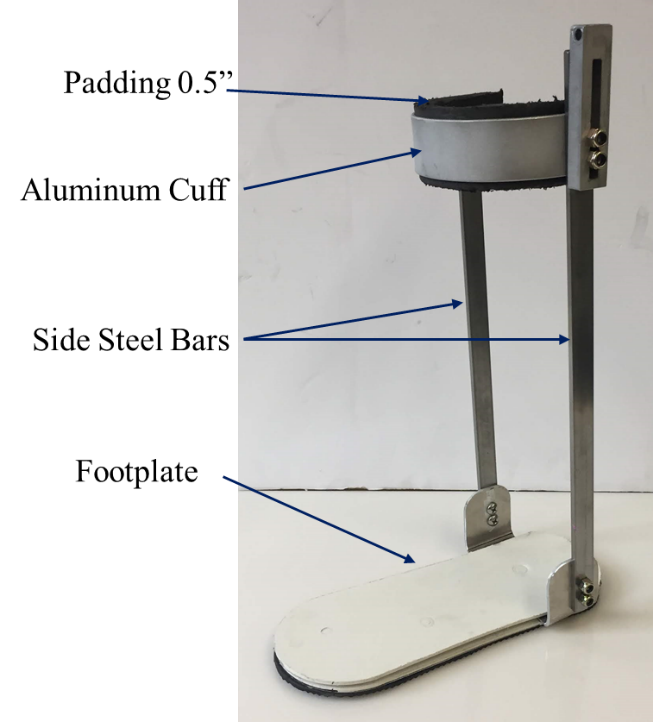 Padding 0.5”
Aluminum Cuff
Side Steel Bars
Footplate